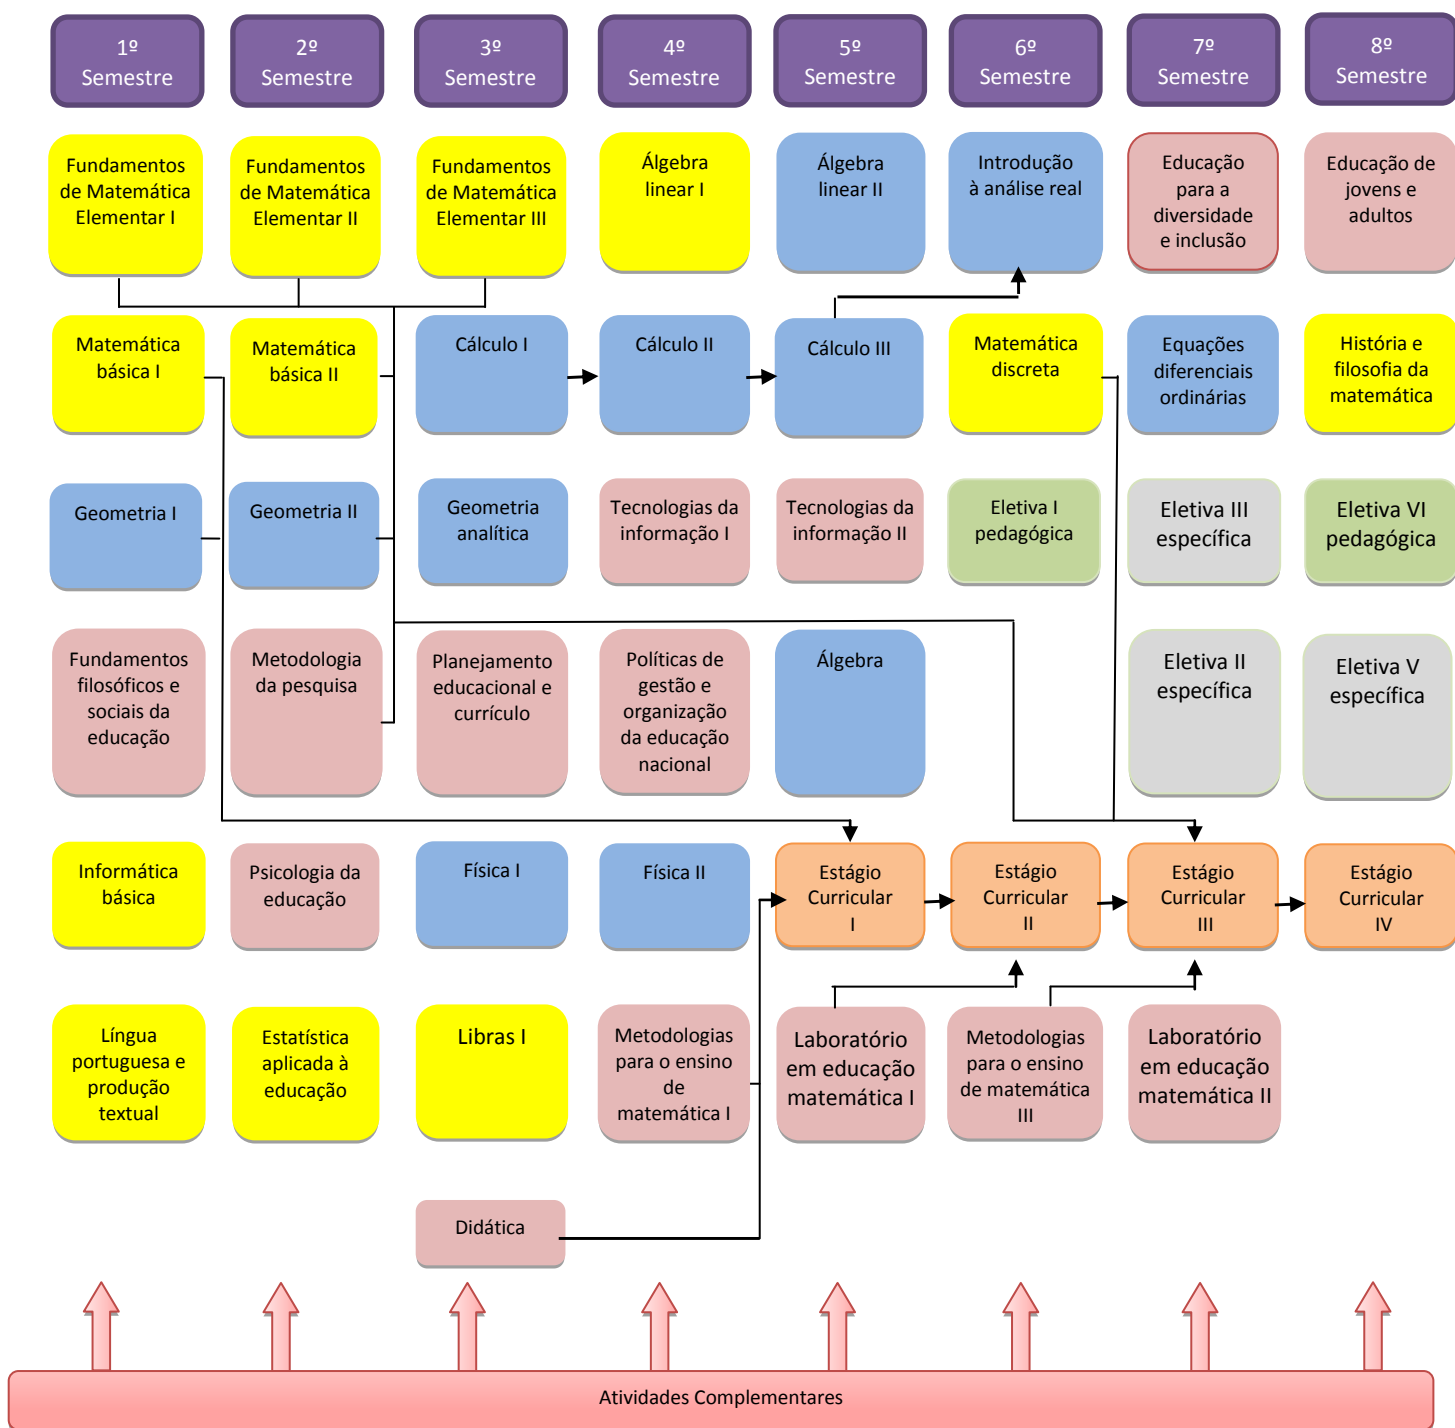 1º
Semestre
2º
Semestre
3º
Semestre
4º
Semestre
5º
Semestre
6º
Semestre
7º
Semestre
8º
Semestre
Fundamentos
de Matemática
Elementar I
Fundamentos
de Matemática
Elementar II
Fundamentos
de Matemática
Elementar III
Álgebra
linear I
Álgebra
linear II
Introdução
à análise real
Educação
para a
diversidade
e inclusão
Educação de
jovens e
adultos
Matemática
básica I
Matemática
básica II
Cálculo I
Cálculo II
Cálculo III
Matemática
discreta
Equações
diferenciais
ordinárias
História e
filosofia da
matemática
Geometria I
Geometria II
Geometria
analítica
Tecnologias da
informação I
Tecnologias da
informação II
Eletiva I
pedagógica
Eletiva III
específica
Eletiva VI
pedagógica
Fundamentos
filosóficos e
sociais da
educação
Metodologia
da pesquisa
Planejamento
educacional e
currículo
Políticas de
gestão e
organização
da educação
nacional
Álgebra
Eletiva II
específica
Eletiva V
específica
Informática
básica
Psicologia da
educação
Física I
Física II
Estágio
Curricular
I
Estágio
Curricular
II
Estágio
Curricular
III
Estágio
Curricular
IV
Língua
portuguesa e
produção
textual
Estatística
aplicada à
educação
Libras I
Metodologias
para o ensino
de
matemática I
Laboratório
em educação
matemática I
Metodologias
para o ensino
de matemática
III
Laboratório
em educação
matemática II
Didática
Atividades Complementares